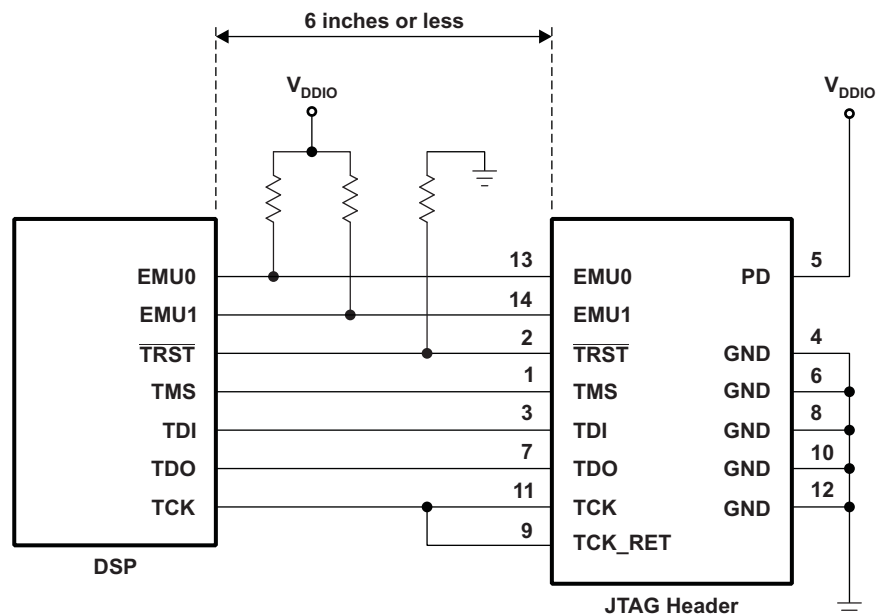 6 inches or less
VDDIO
VDDIO
EMU0 13 EMU0 PD 5
EMU1 14 EMU1
TRST 2 TRST GND 4
TMS 1 TMS GND 6
TDI 3 TDI GND 8
TDO 7 TDO GND 10
TCK 11 TCK GND 12
9 TCK_RET
DSP
JTAG Header